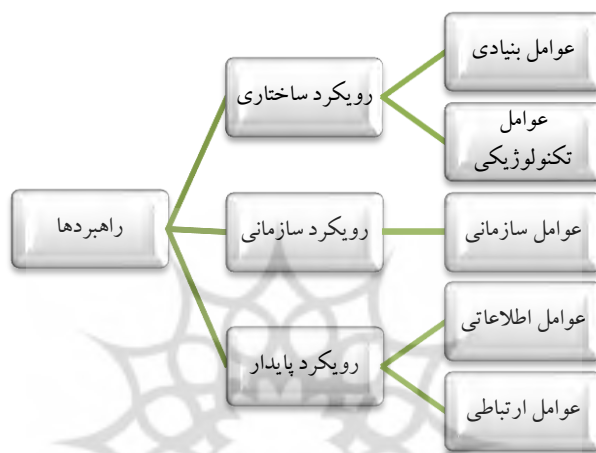 راهبردها
رویکرد ساختاری
عوامل بنیادی
عوامل
تکنولوژیکی
رویکرد سازمانی
عوامل سازمانی
رویکرد پایدار
عوامل اطلاعاتی
عوامل ارتباطی